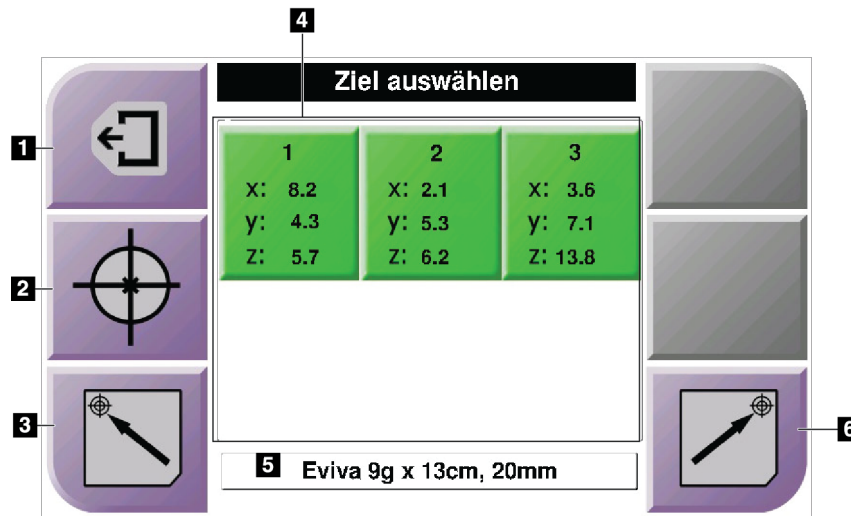 4
Ziel auswählen
1
1 2 3
x: 8.2 x: 2.1 x: 3.6
y: 4.3 y: 5.3 y: 7.1
z: 5.7 z: 6.2 z: 13.8
2
3
6
5 Eviva 9g x 13cm, 20mm